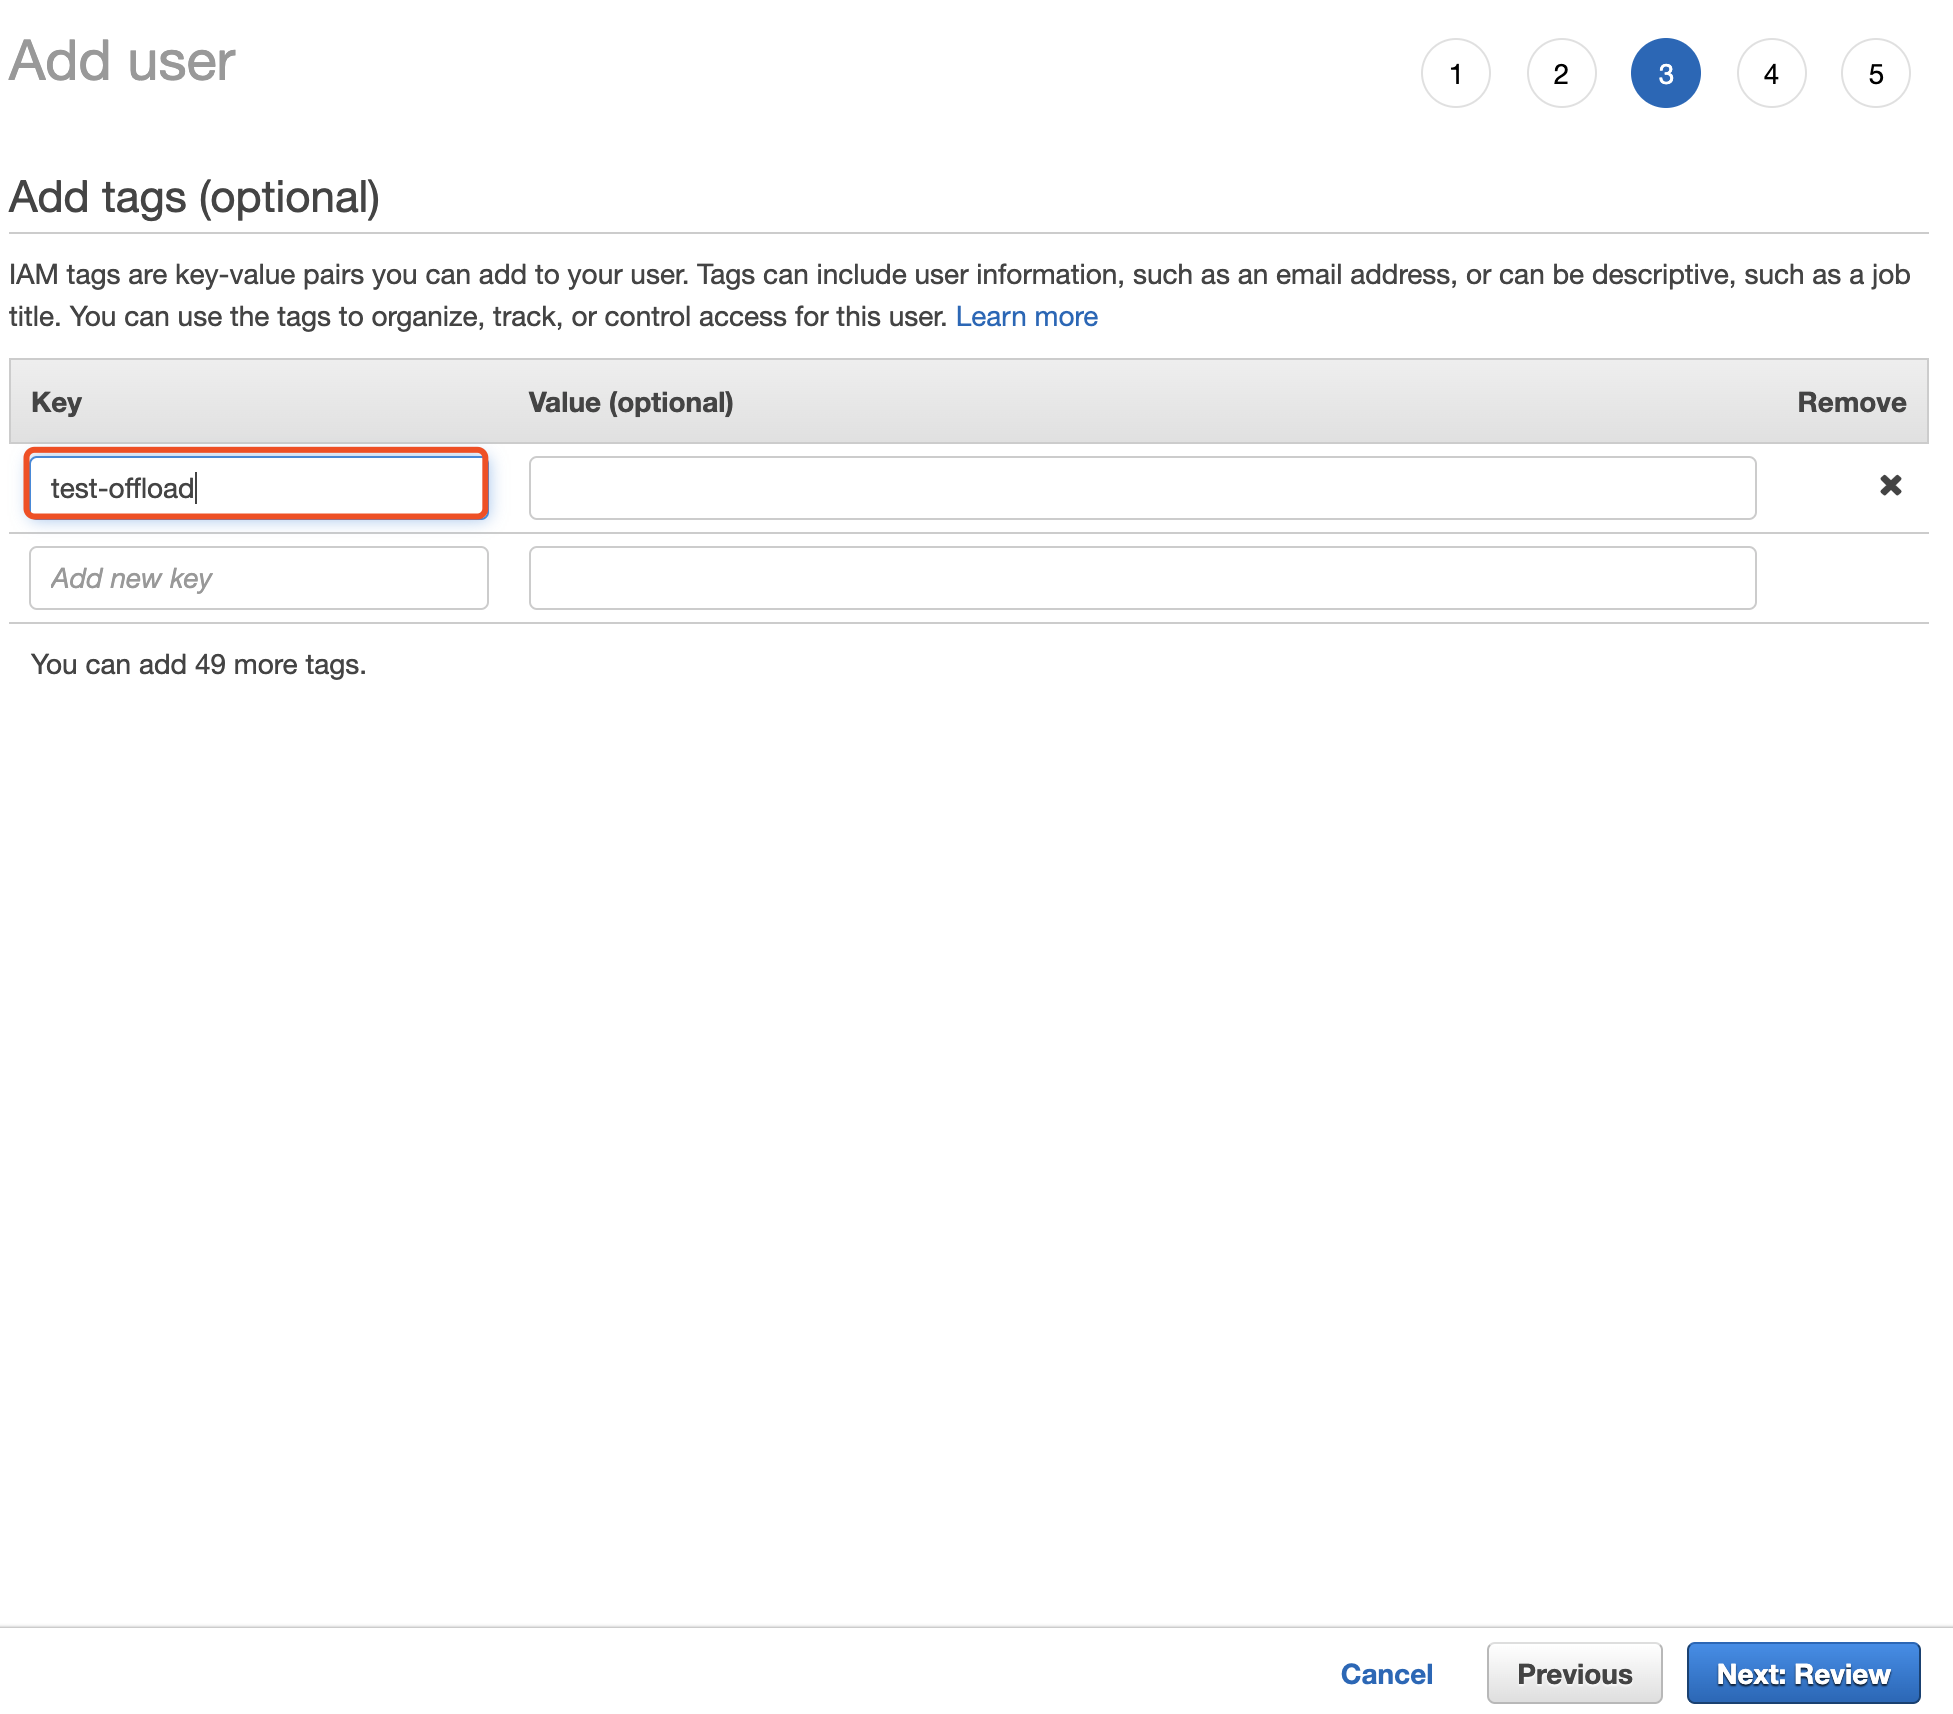 Add user
1 2 3 4 5
Add tags (optional)
IAM tags are key-value pairs you can add to your user. Tags can include user information, such as an email address, or can be descriptive, such as a job
title. You can use the tags to organize, track, or control access for this user. Learn more
Key Value (optional) Remove
test-offload
Add new key
You can add 49 more tags.
Cancel Previous Next: Review